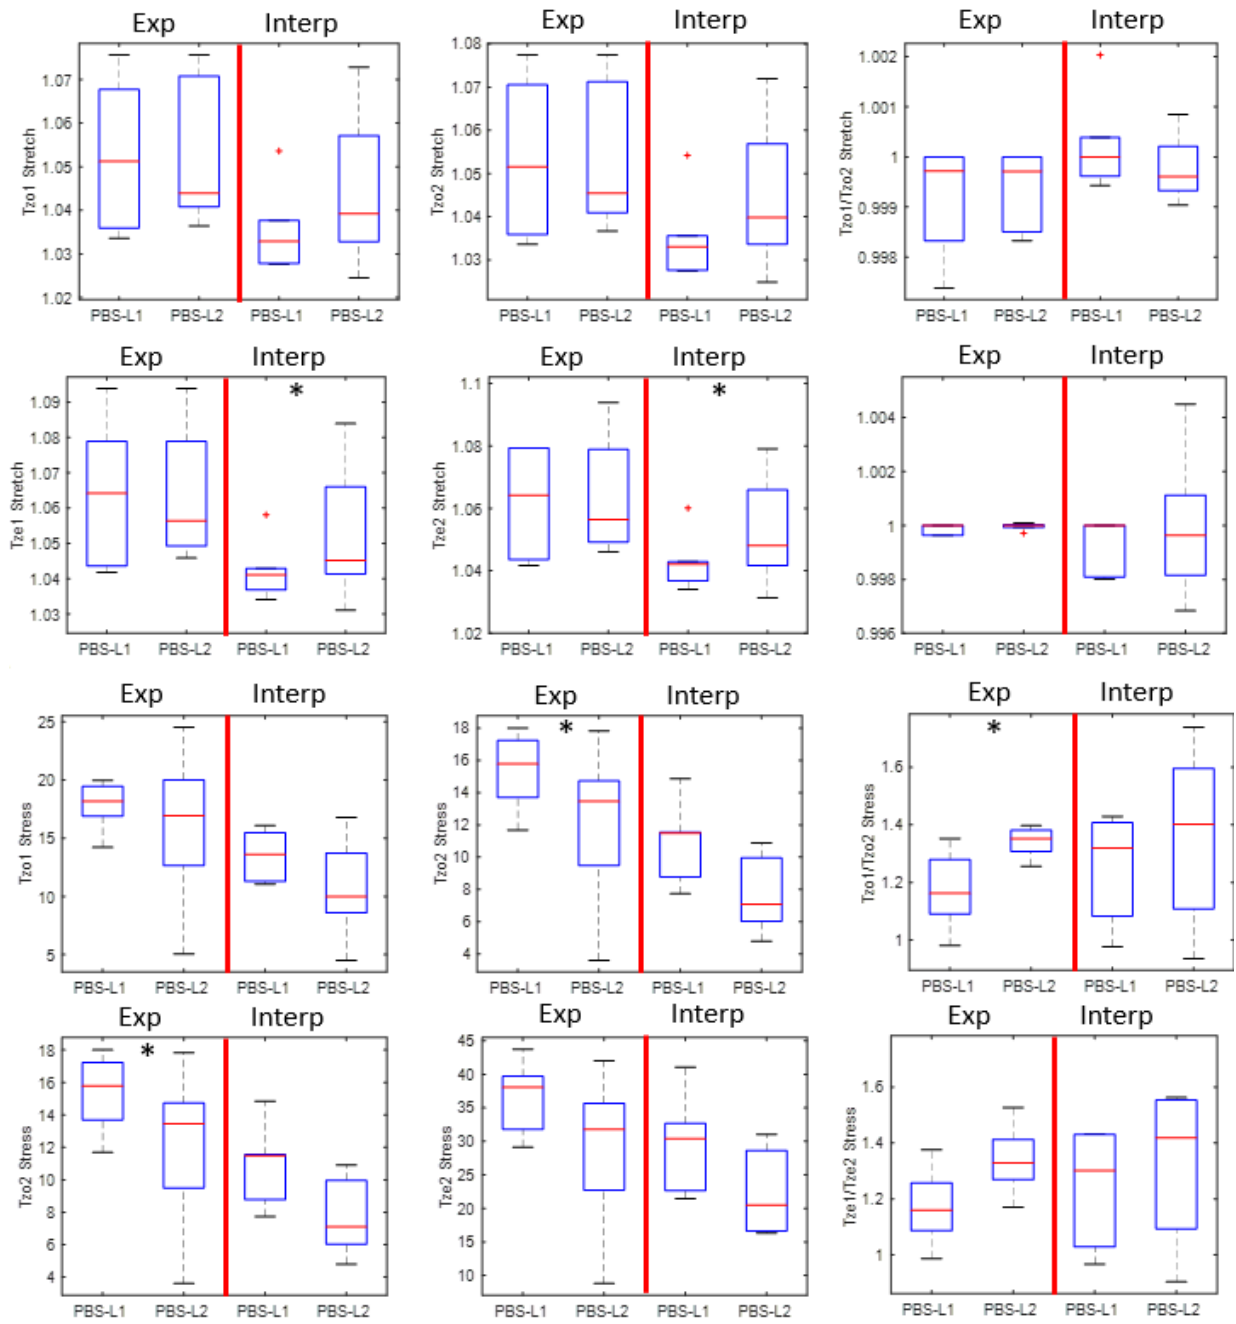 Exp Interp
Tzo1 Stretch
1.07
1.06
1.05
1.04
1.03
1.02
PBS-L1 PBS-L2 PBS-L1 PBS-L2
Exp Interp
Tzo2 Stretch
1.08
1.07
1.06
1.05
1.04
1.03
PBS-L1 PBS-L2 PBS-L1 PBS-L2
Exp Interp
Tzo1/Tzo2 Stretch
1.002
1.001
1
0.999
0.998
PBS-L1 PBS-L2 PBS-L1 PBS-L2
Exp Interp
*
Tze1 Stretch
1.09
1.08
1.07
1.06
1.05
1.04
1.03
PBS-L1 PBS-L2 PBS-L1 PBS-L2
Exp Interp
*
Tze2 Stretch
1.1
1.08
1.06
1.04
1.02
PBS-L1 PBS-L2 PBS-L1 PBS-L2
Exp Interp
1.004
1.002
1
0.998
0.996
PBS-L1 PBS-L2 PBS-L1 PBS-L2
Exp Interp
Tzo1 Stress
25
20
15
10
5
PBS-L1 PBS-L2 PBS-L1 PBS-L2
Exp Interp
*
Tzo2 Stress
18
16
14
12
10
8
6
4
PBS-L1 PBS-L2 PBS-L1 PBS-L2
Exp Interp
*
Tzo1/Tzo2 Stress
1.6
1.4
1.2
1
PBS-L1 PBS-L2 PBS-L1 PBS-L2
Exp Interp
*
Tzo2 Stress
18
16
14
12
10
8
6
4
PBS-L1 PBS-L2 PBS-L1 PBS-L2
Exp Interp
Tze2 Stress
45
40
35
30
25
20
15
10
PBS-L1 PBS-L2 PBS-L1 PBS-L2
Exp Interp
Tze1/Tze2 Stress
1.6
1.4
1.2
1
PBS-L1 PBS-L2 PBS-L1 PBS-L2